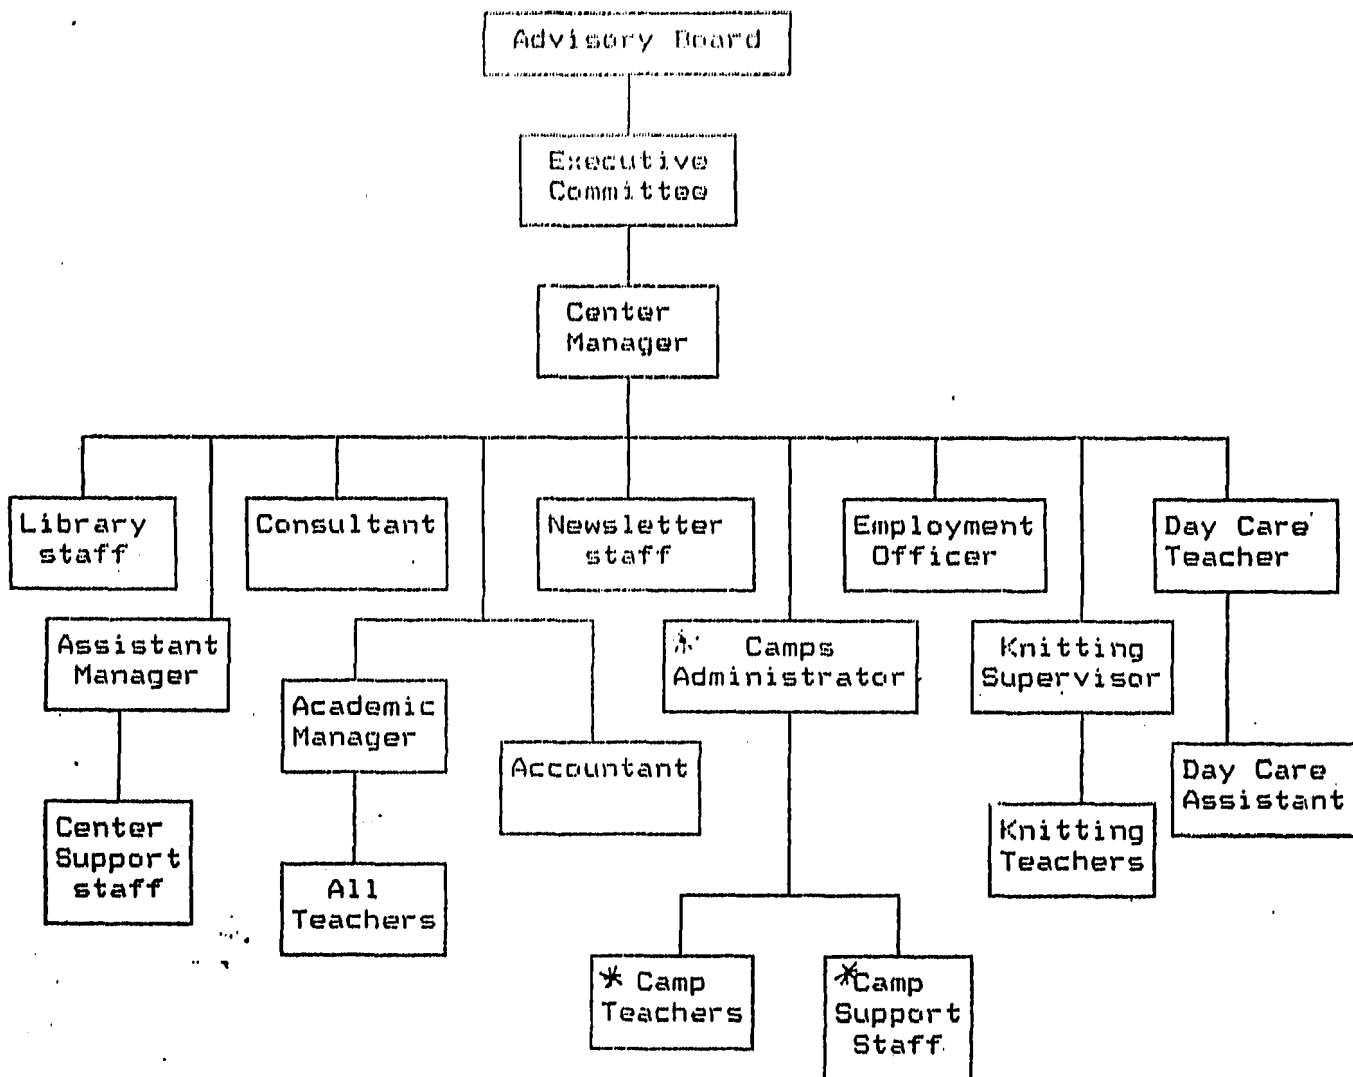 Advisory Board
Executive
Committee
Center
Manager
Library
staff
Consultant
Newsletter
staff
Employment
Officer
Day Care
Teacher
Assistant
Manager
Academic
Manager
Accountant
* Camps
Administrator
Knitting
Supervisor
Day Care
Assistant
Center
Support
staff
All
Teachers
Knitting
Teachers
* Camp
Teachers
*Camp
Support
Staff